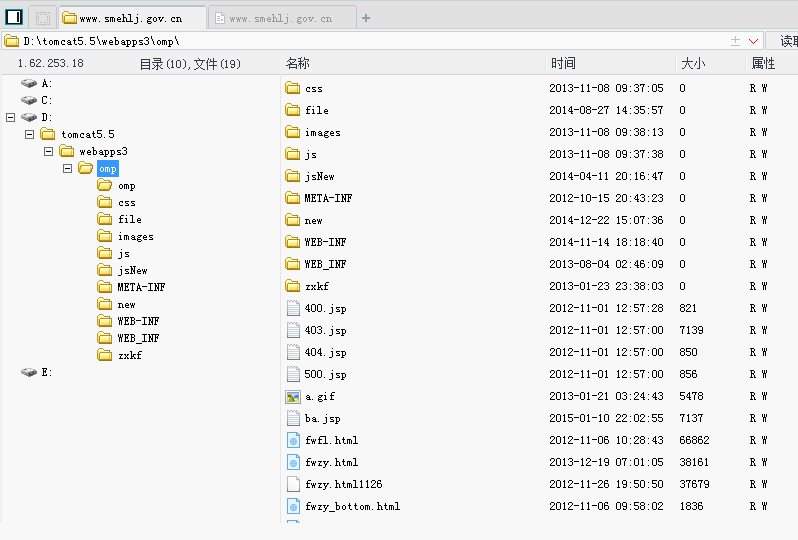 www.smehlj.gov.cn www.smehlj.gov.cn
D:\tomcat5.5\webapps3\omp\
1.62.253.18 目录(10),文件(19) 名称 时间 大小 属性
A:
C:
D:
tomcat5.5
webapps3
omp
omp
css
file
images
js
jsNew
META-INF
new
WEB-INF
WEB_INF
zxkf
E:
css 2013-11-08 09:37:05 0 R W
file 2014-08-27 14:35:57 0 R W
images 2013-11-08 09:38:13 0 R W
js 2013-11-08 09:37:38 0 R W
jsNew 2014-04-11 20:16:47 0 R W
META-INF 2012-10-15 20:43:23 0 R W
new 2014-12-22 15:07:36 0 R W
WEB-INF 2014-11-14 18:18:40 0 R W
WEB_INF 2013-08-04 02:46:09 0 R W
zxkf 2013-01-23 23:38:03 0 R W
400.jsp 2012-11-01 12:57:28 821 R W
403.jsp 2012-11-01 12:57:00 7139 R W
404.jsp 2012-11-01 12:57:00 850 R W
500.jsp 2012-11-01 12:57:00 856 R W
a.gif 2013-01-21 03:24:43 5478 R W
ba.jsp 2015-01-10 22:02:55 7137 R W
fwfl.html 2012-11-06 10:28:43 66862 R W
fwzy.html 2013-12-19 07:01:05 38161 R W
fwzy.html1126 2012-11-26 19:50:50 37679 R W
fwzy_bottom.html 2012-11-06 09:58:02 1836 R W